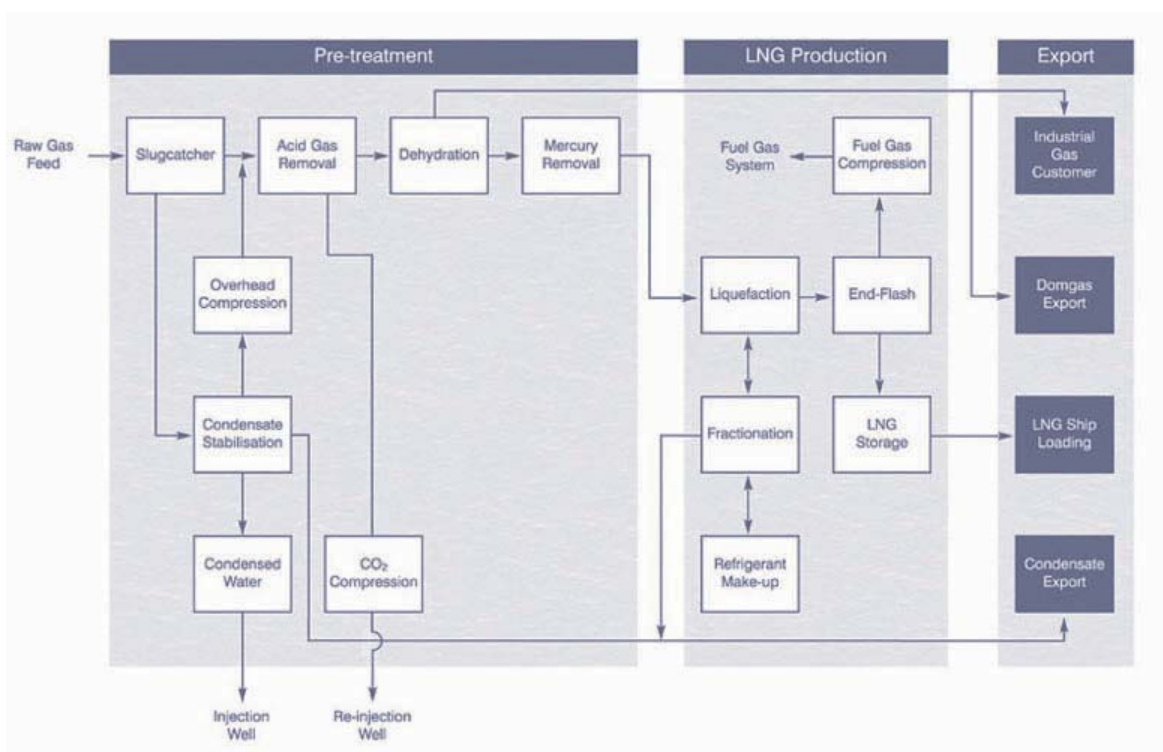 Pre-treatment
LNG Production
Export
Raw Gas
Feed
Slugcatcher
Acid Gas
Removal
Dehydration
Mercury
Removal
Fuel Gas
System
Fuel Gas
Compression
Industrial
Gas
Customer
Overhead
Compression
Liquefaction
End-Flash
Domgas
Export
Condensate
Stabilisation
Fractionation
LNG
Storage
LNG Ship
Loading
Condensed
Water
CO₂
Compression
Refrigerant
Make-up
Condensate
Export
Injection
Well
Re-injection
Well